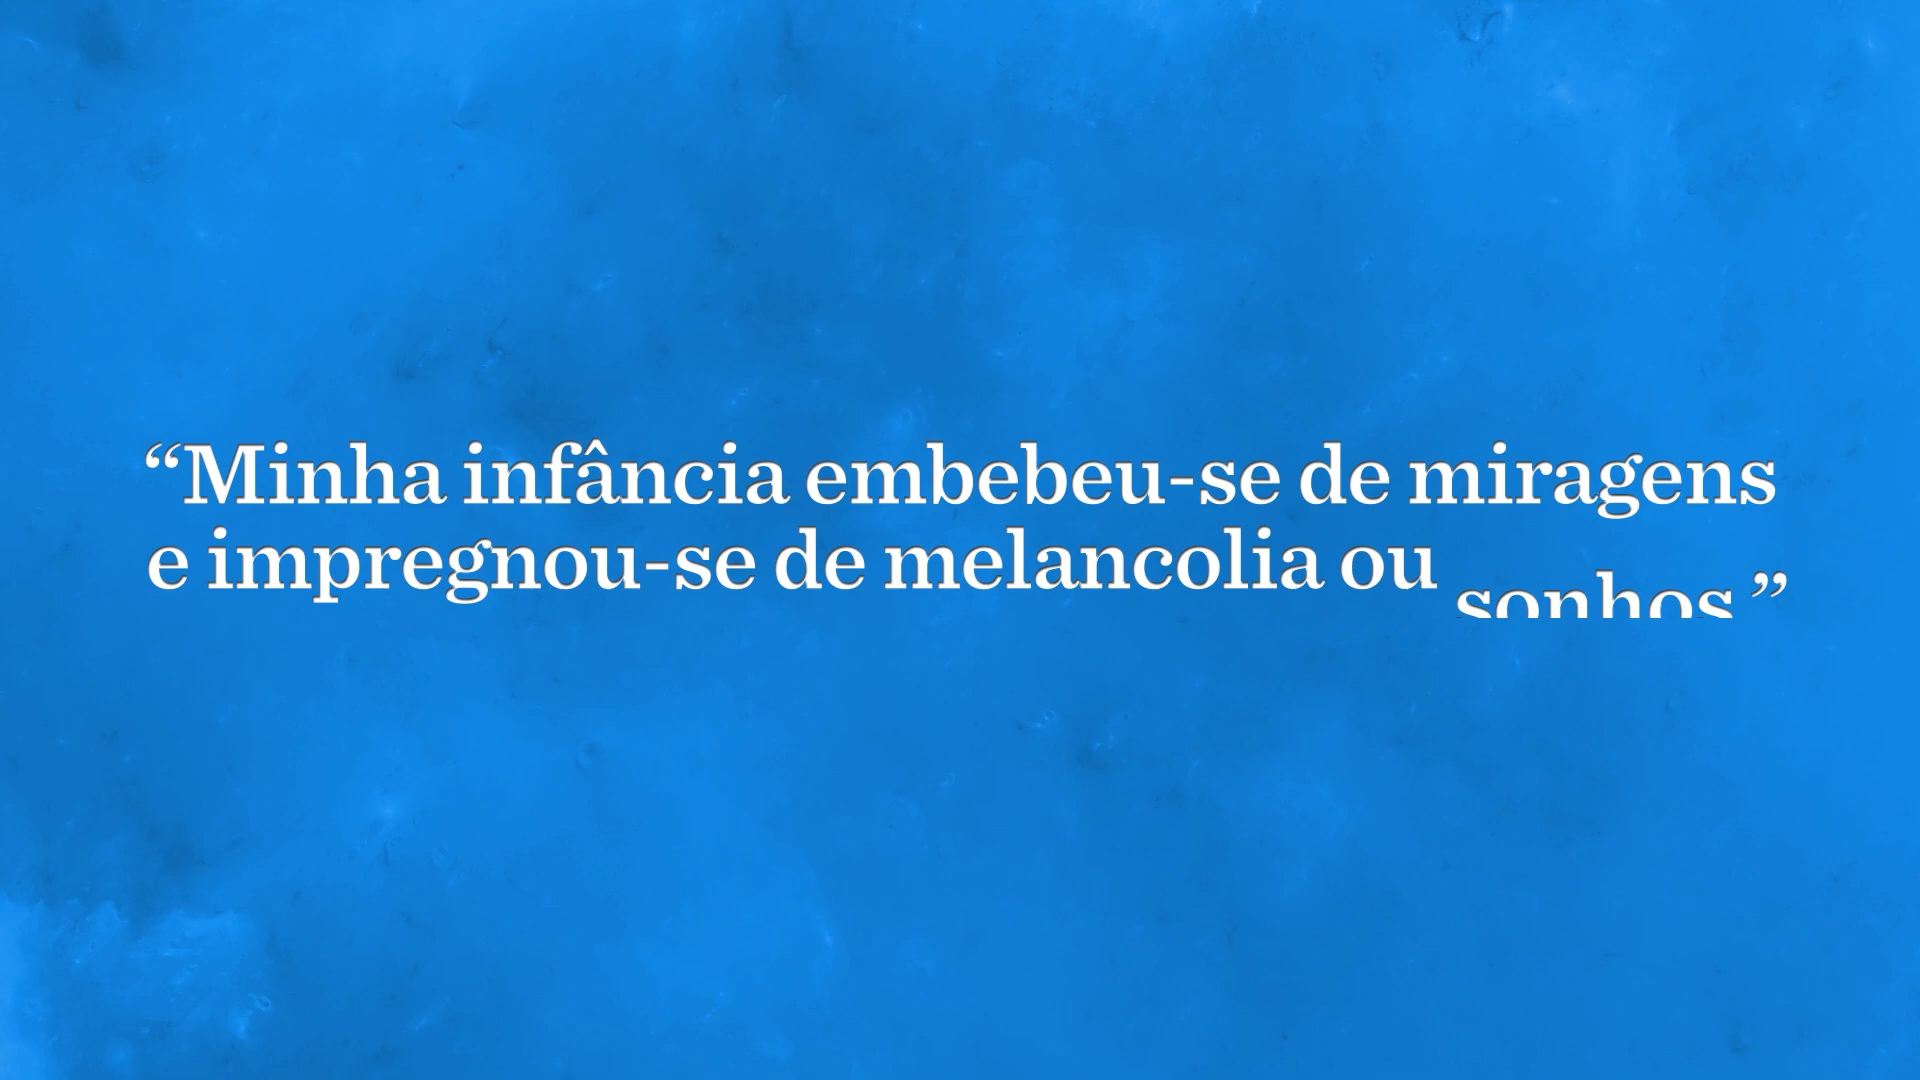 “Minha infância embebeu-se de miragens
e impregnou-se de melancolia ou sonhos.”